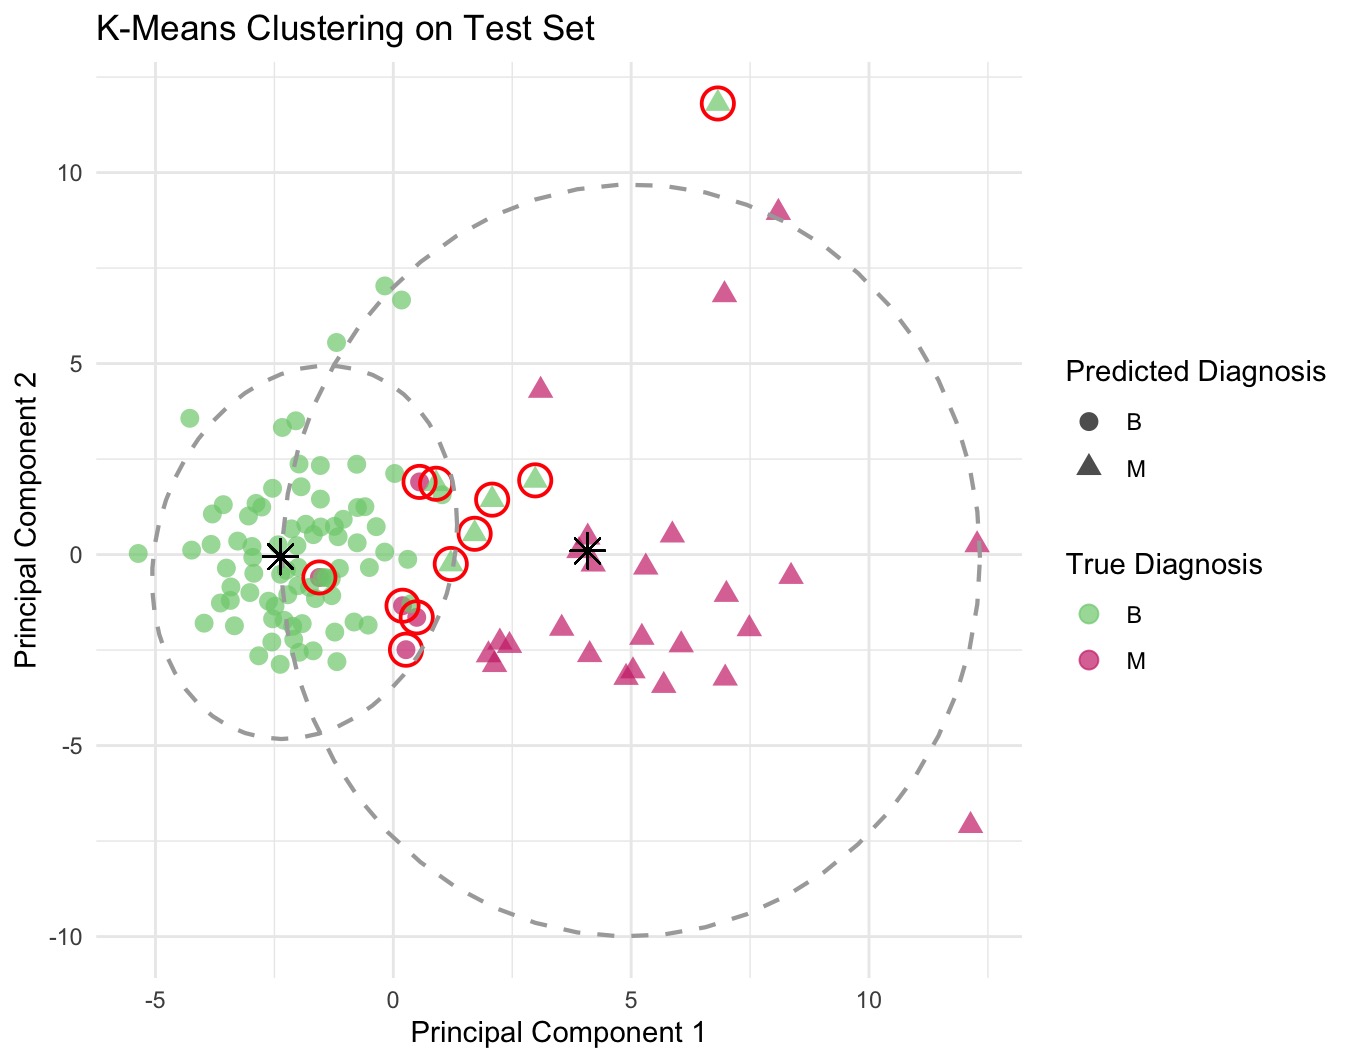 K-Means Clustering on Test Set
10
5
0
-5
-10
-5 0 5 10
Principal Component 1
Principal Component 2
Predicted Diagnosis
B
M
True Diagnosis
B
M